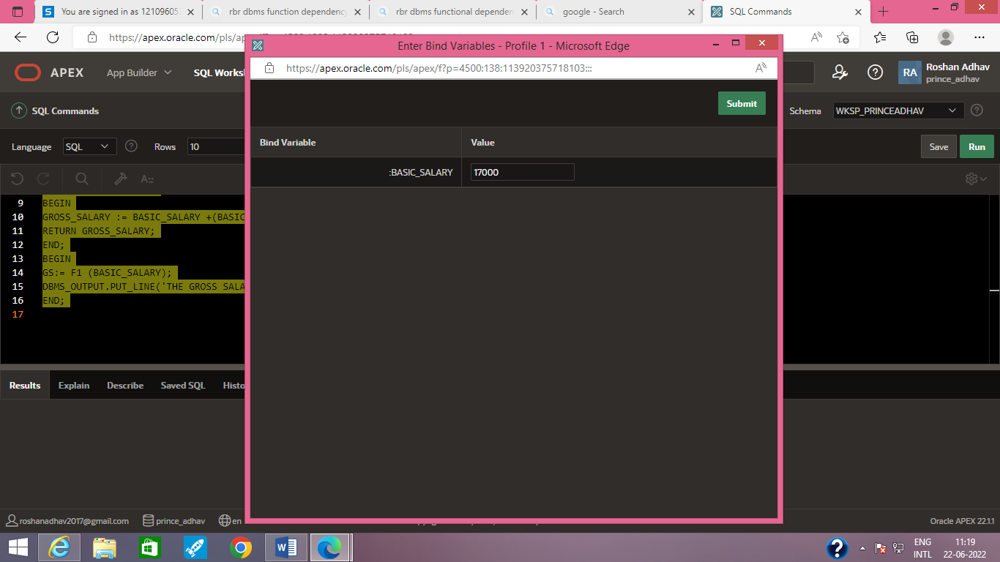 You are signed in as 12109605
rbr dbms function dependency
rbr dbms functional depende
google - Search
SQL Commands
https://apex.oracle.com/pls/ap
Enter Bind Variables - Profile 1 - Microsoft Edge
https://apex.oracle.com/pls/apex/f?p=4500:138:113920375718103:::
APEX
App Builder
SQL Works
RA
Roshan Adhav
prince_adhav
Submit
SQL Commands
Schema
WKSP_PRINCEADHAV
Language
SQL
Rows
10
Save
Run
Bind Variable
Value
:BASIC_SALARY
17000
9 BEGIN
10 GROSS_SALARY := BASIC_SALARY +(BASIC
11 RETURN GROSS_SALARY;
12 END;
13 BEGIN
14 GS:= F1 (BASIC_SALARY);
15 DBMS_OUTPUT.PUT_LINE('THE GROSS SALA
16 END;
17
Results
Explain
Describe
Saved SQL
Histo
roshanadhav2017@gmail.com
prince_adhav
en
Oracle APEX 22.1.1
ENG
INTL
11:19
22-06-2022